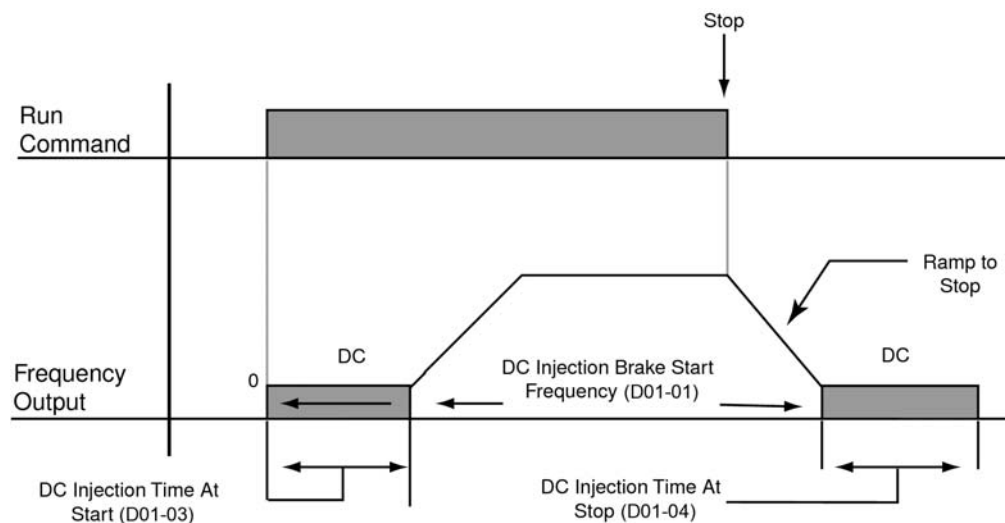 Stop
Run
Command
Ramp to
Stop
DC
DC Injection Brake Start
Frequency (D01-01)
DC
Frequency
Output
0
DC Injection Time At
Start (D01-03)
DC Injection Time At
Stop (D01-04)